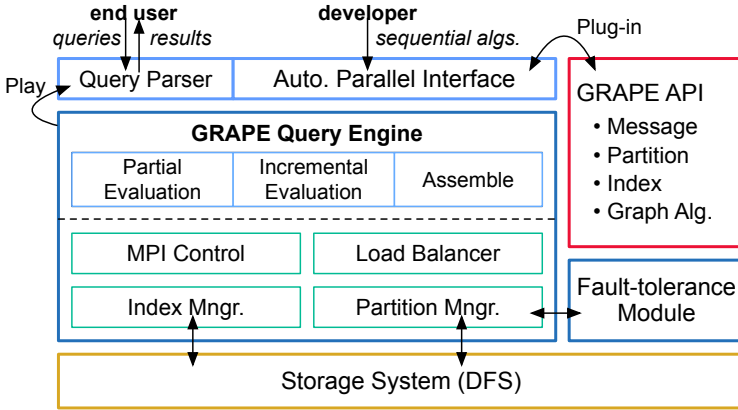 end user
developer
queries
results
sequential algs.
Plug-in
Play
Query Parser
Auto. Parallel Interface
GRAPE API
• Message
• Partition
• Index
• Graph Alg.
GRAPE Query Engine
Partial
Evaluation
Incremental
Evaluation
Assemble
MPI Control
Load Balancer
Index Mngr.
Partition Mngr.
Fault-tolerance
Module
Storage System (DFS)